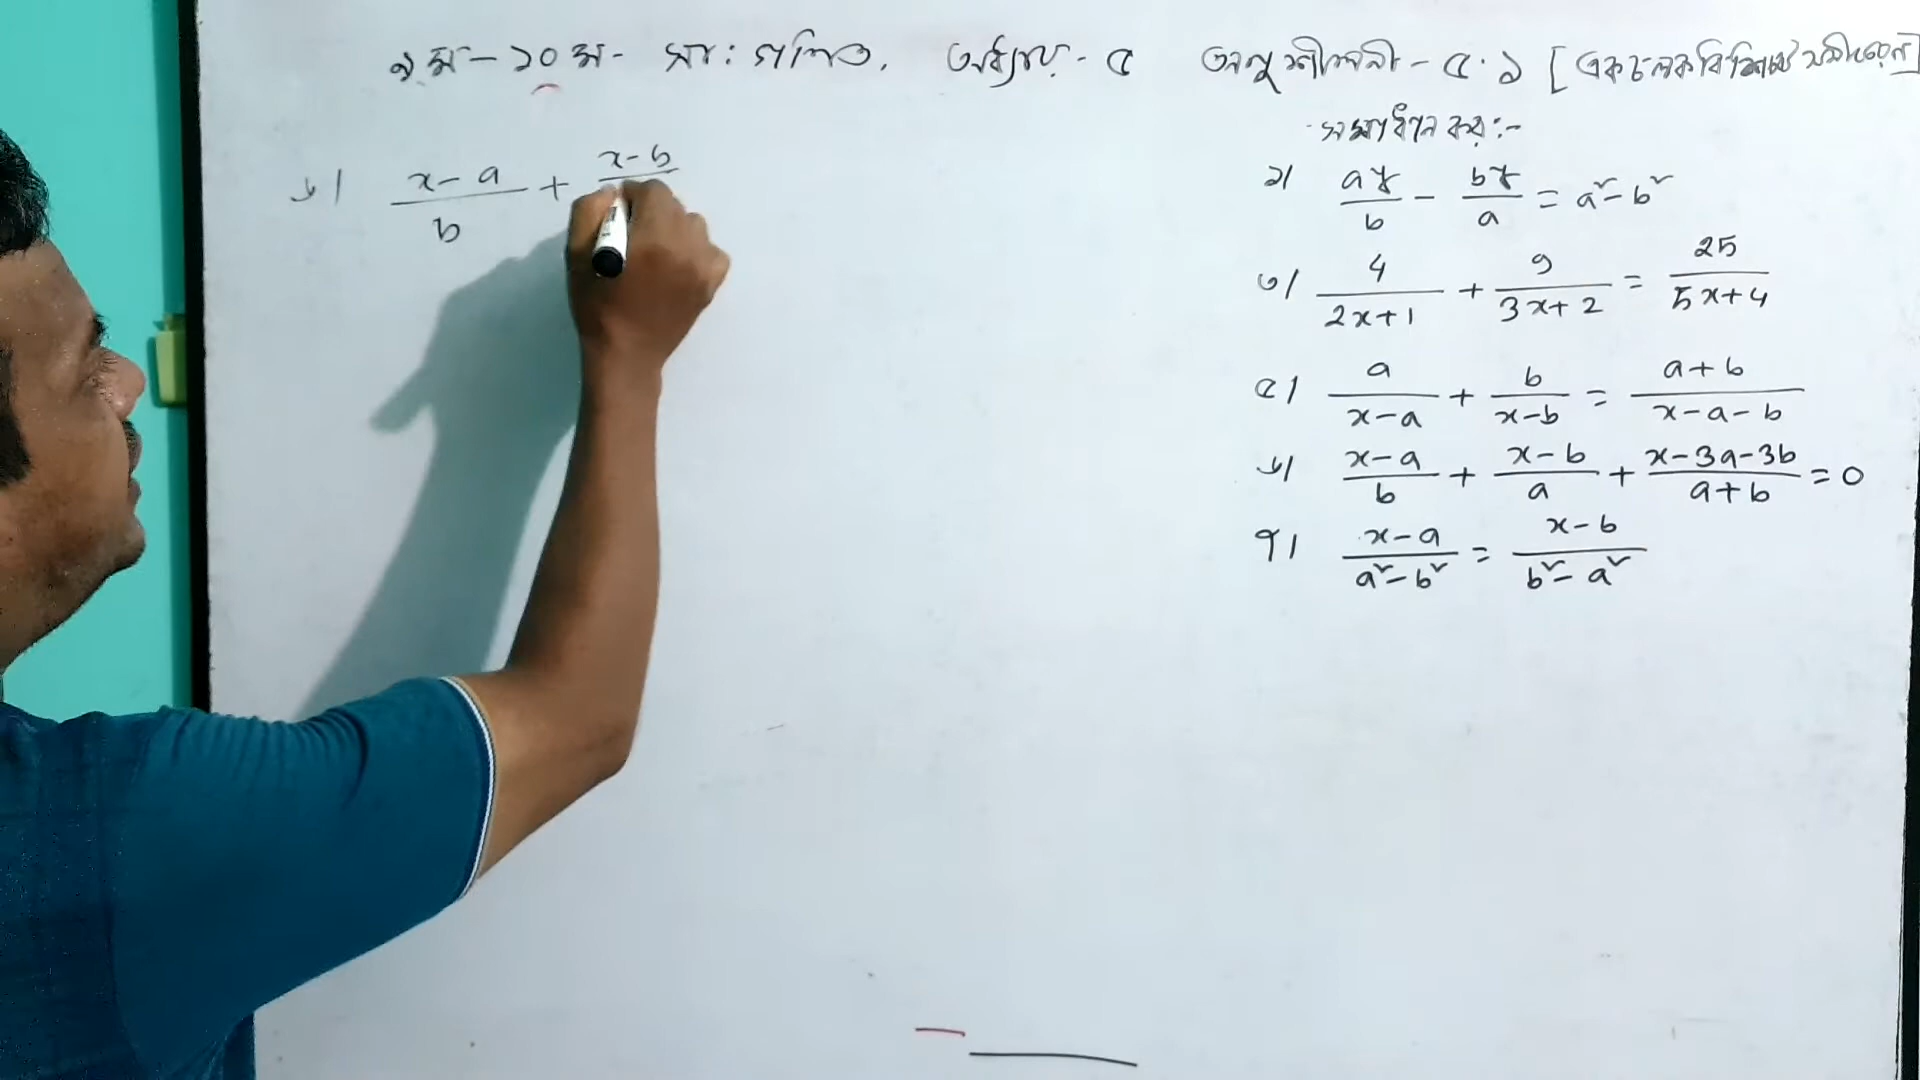 ৯ম-১০ম- সা: গণিত. অধ্যায়-৫ অনুশীলনী-৫.১ [একচলকবিশিষ্ট সমীকরণ]
সমাধান কর:-
৬। (x-a)/b + (x-b)/
১। ay/b - by/a = a²-b²
৩। 4/(2x+1) + 9/(3x+2) = 25/(5x+4)
৫। a/(x-a) + b/(x-b) = (a+b)/(x-a-b)
৬। (x-a)/b + (x-b)/a + (x-3a-3b)/(a+b) = 0
৭। (x-a)/(a²-b²) = (x-b)/(b²-a²)